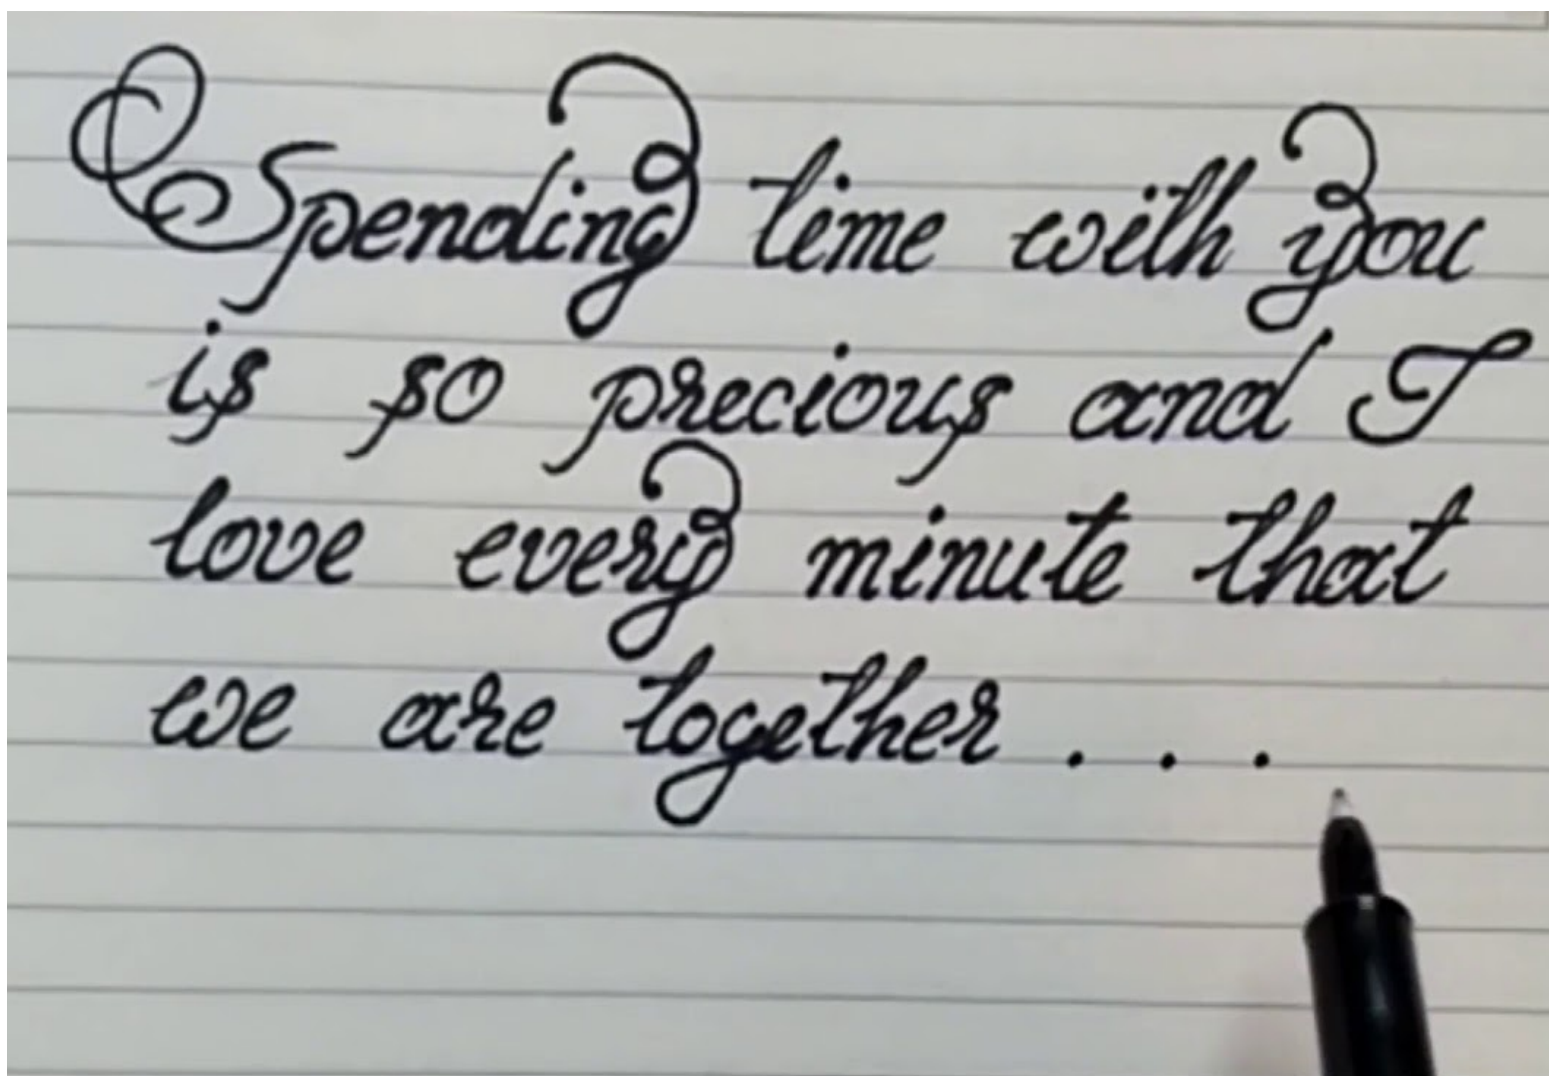 Spending time with you
is so precious and I
love every minute that
we are together . . .